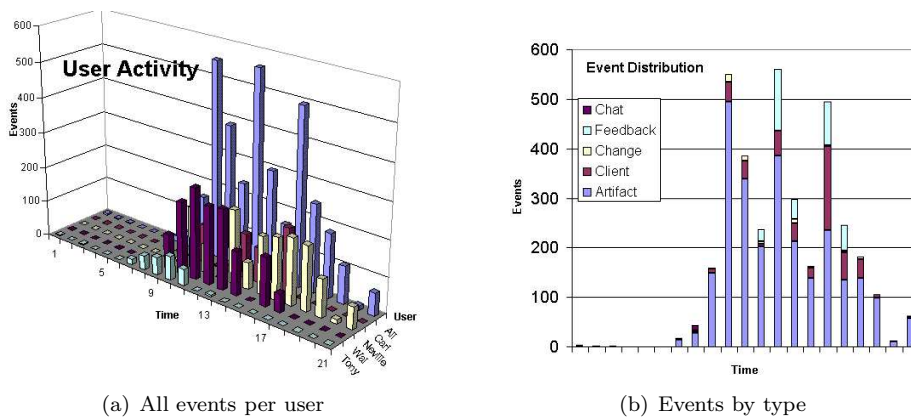 600
500
400
300
200
100
0
Events
User Activity
1
5
9
13
17
21
Time
User
All
Carl
Neville
Wal
Tony
(a) All events per user
600
500
400
300
200
100
0
Events
Event Distribution
Chat
Feedback
Change
Client
Artifact
Time
(b) Events by type